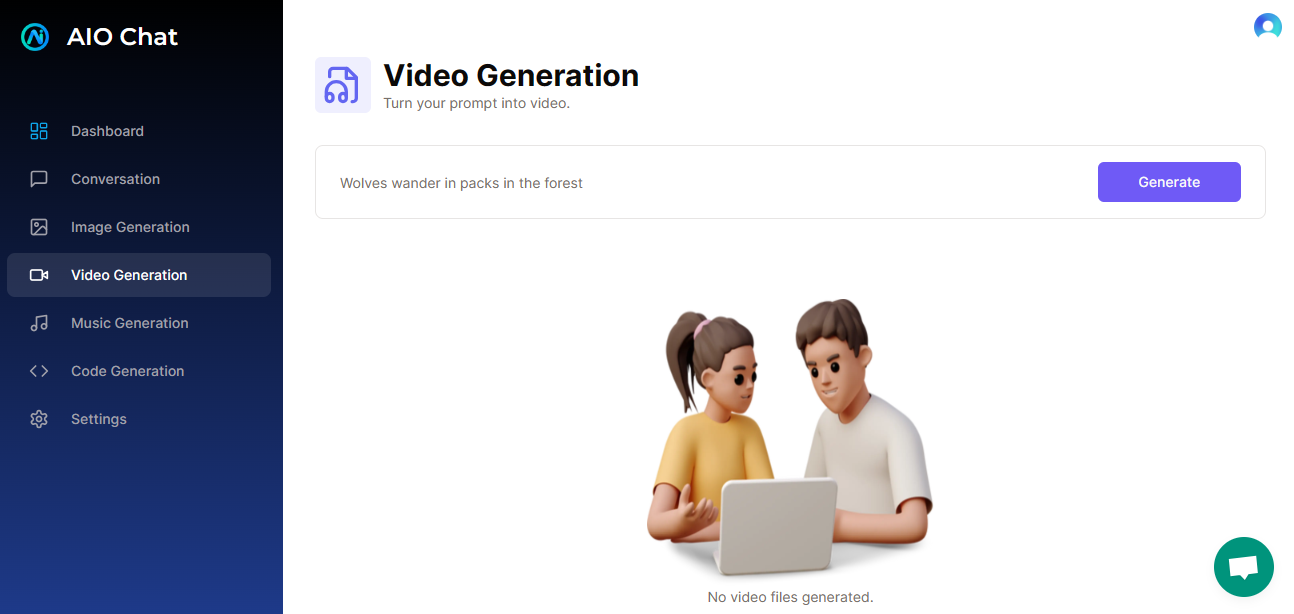 AIO Chat
Dashboard
Conversation
Image Generation
Video Generation
Music Generation
Code Generation
Settings
Video Generation
Turn your prompt into video.
Wolves wander in packs in the forest
Generate
No video files generated.